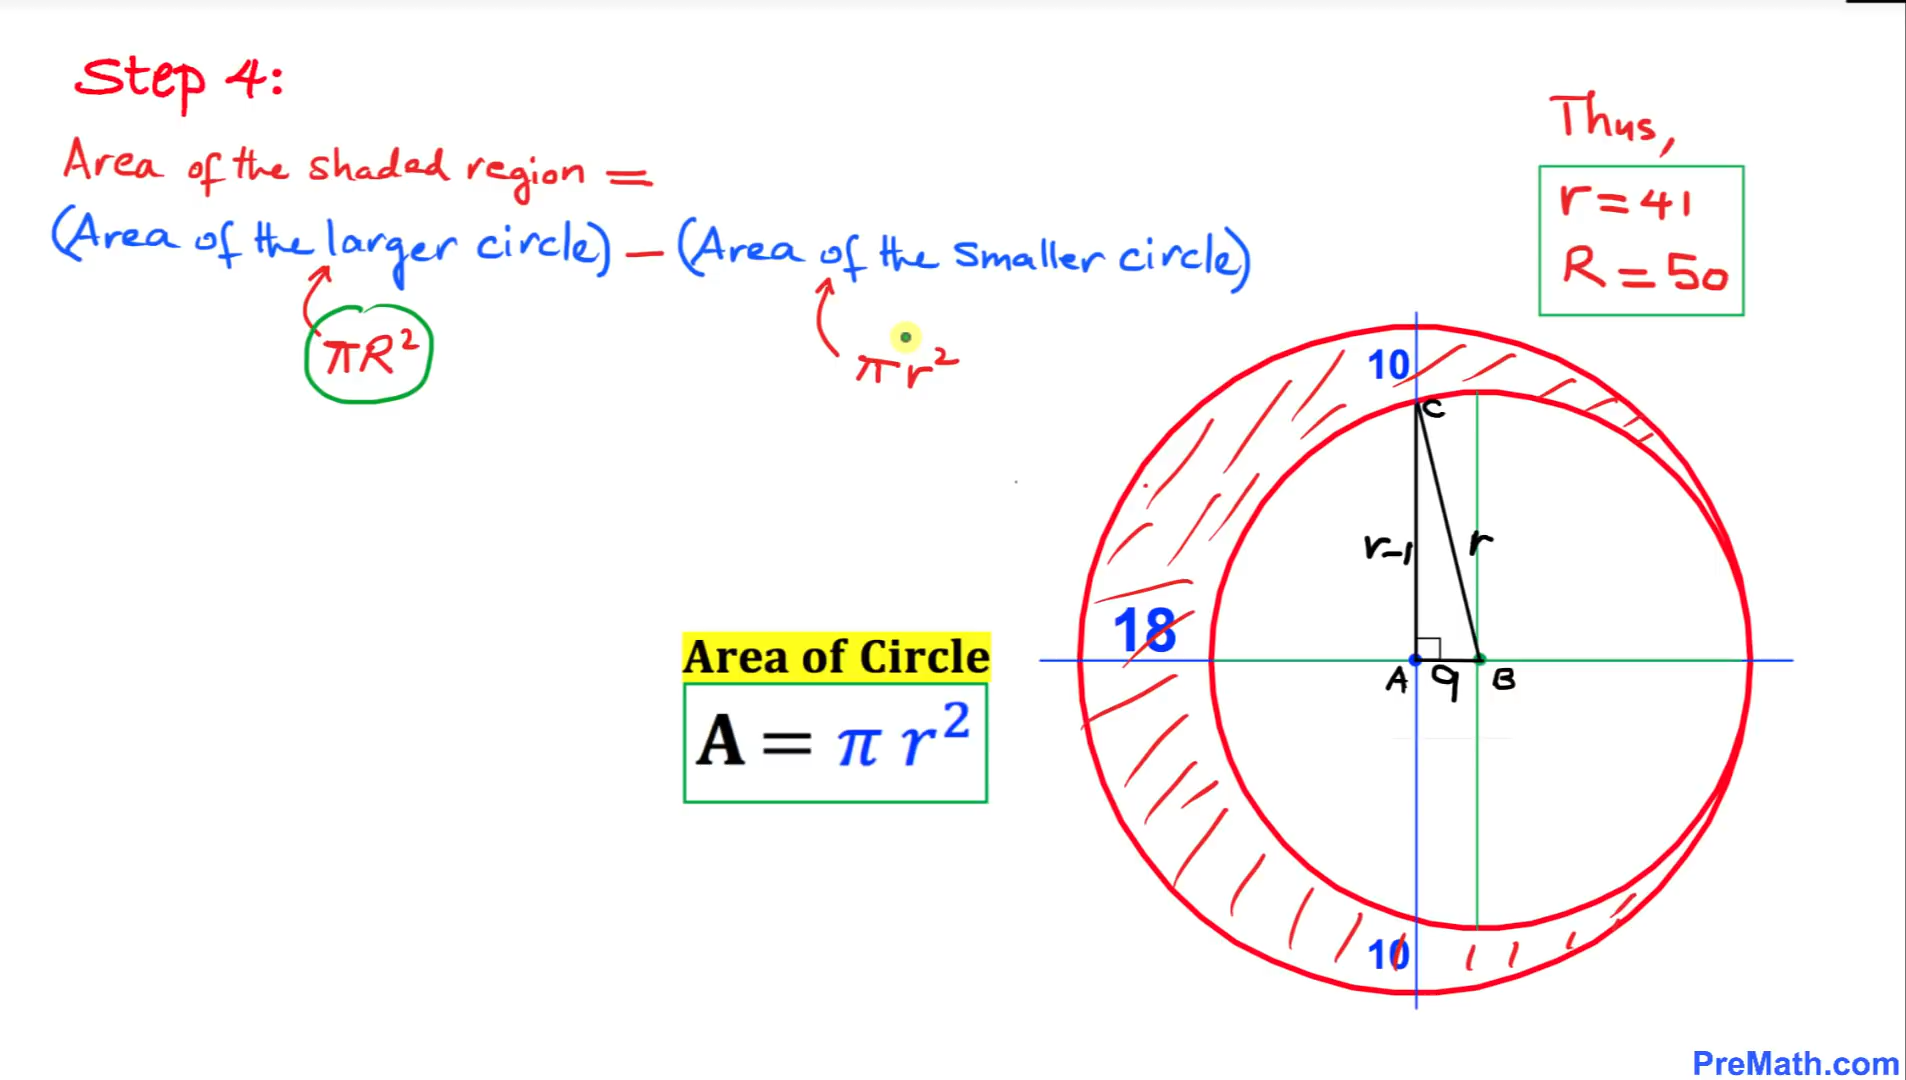 Step 4:
Area of the shaded region =
(Area of the larger circle) - (Area of the smaller circle)
πR²
πr²
Thus,
r = 41
R = 50
10
C
r-1
r
18
A
9
B
10
Area of Circle
A = π r²
PreMath.com